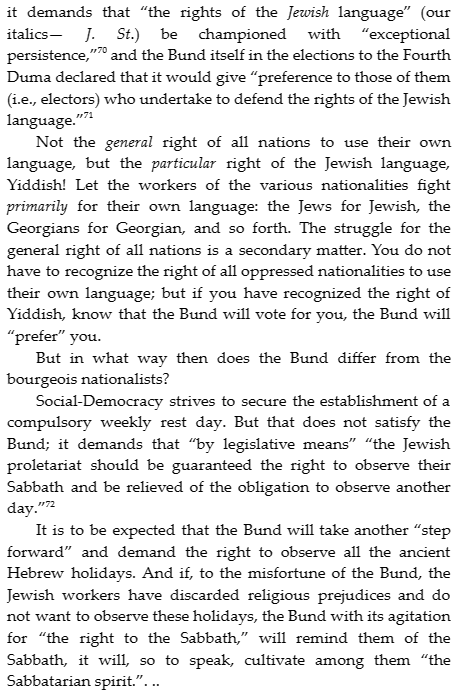 it demands that “the rights of the Jewish language” (our
italics— J. St.) be championed with “exceptional
persistence,”70 and the Bund itself in the elections to the Fourth
Duma declared that it would give “preference to those of them
(i.e., electors) who undertake to defend the rights of the Jewish
language.”71
Not the general right of all nations to use their own
language, but the particular right of the Jewish language,
Yiddish! Let the workers of the various nationalities fight
primarily for their own language: the Jews for Jewish, the
Georgians for Georgian, and so forth. The struggle for the
general right of all nations is a secondary matter. You do not
have to recognize the right of all oppressed nationalities to use
their own language; but if you have recognized the right of
Yiddish, know that the Bund will vote for you, the Bund will
“prefer” you.
But in what way then does the Bund differ from the
bourgeois nationalists?
Social-Democracy strives to secure the establishment of a
compulsory weekly rest day. But that does not satisfy the
Bund; it demands that “by legislative means” “the Jewish
proletariat should be guaranteed the right to observe their
Sabbath and be relieved of the obligation to observe another
day.”72
It is to be expected that the Bund will take another “step
forward” and demand the right to observe all the ancient
Hebrew holidays. And if, to the misfortune of the Bund, the
Jewish workers have discarded religious prejudices and do
not want to observe these holidays, the Bund with its agitation
for “the right to the Sabbath,” will remind them of the
Sabbath, it will, so to speak, cultivate among them “the
Sabbatarian spirit.”. ..